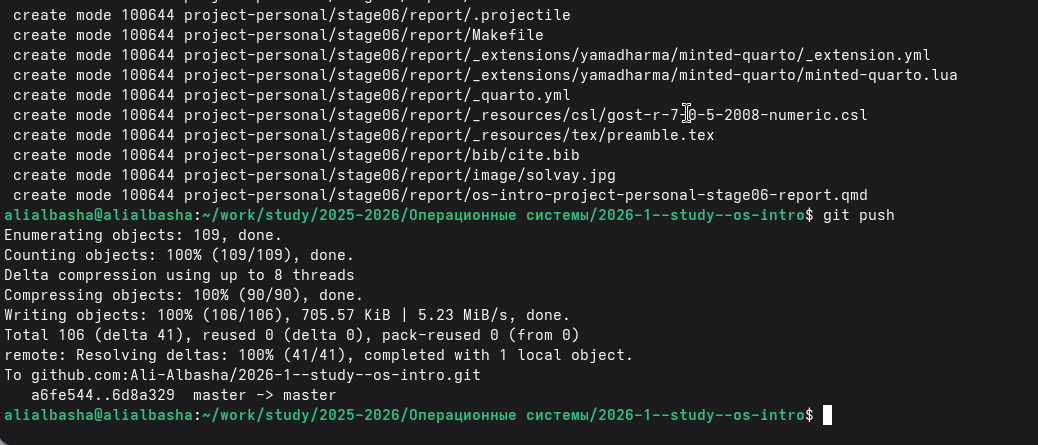 create mode 100644 project-personal/stage06/report/.projectile
create mode 100644 project-personal/stage06/report/Makefile
create mode 100644 project-personal/stage06/report/_extensions/yamadharma/minted-quarto/_extension.yml
create mode 100644 project-personal/stage06/report/_extensions/yamadharma/minted-quarto/minted-quarto.lua
create mode 100644 project-personal/stage06/report/_quarto.yml
create mode 100644 project-personal/stage06/report/_resources/csl/gost-r-7-0-5-2008-numeric.csl
create mode 100644 project-personal/stage06/report/_resources/tex/preamble.tex
create mode 100644 project-personal/stage06/report/bib/cite.bib
create mode 100644 project-personal/stage06/report/image/solvay.jpg
create mode 100644 project-personal/stage06/report/os-intro-project-personal-stage06-report.qmd
alialbasha@alialbasha:~/work/study/2025-2026/Операционные системы/2026-1--study--os-intro$ git push
Enumerating objects: 109, done.
Counting objects: 100% (109/109), done.
Delta compression using up to 8 threads
Compressing objects: 100% (90/90), done.
Writing objects: 100% (106/106), 705.57 KiB | 5.23 MiB/s, done.
Total 106 (delta 41), reused 0 (delta 0), pack-reused 0 (from 0)
remote: Resolving deltas: 100% (41/41), completed with 1 local object.
To github.com:Ali-Albasha/2026-1--study--os-intro.git
a6fe544..6d8a329  master -> master
alialbasha@alialbasha:~/work/study/2025-2026/Операционные системы/2026-1--study--os-intro$